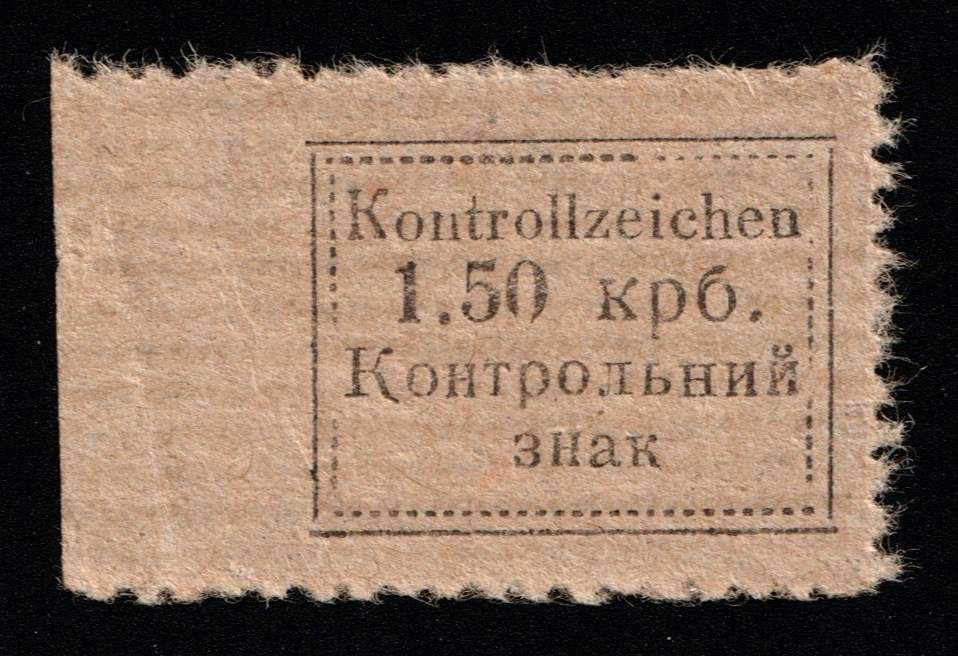 Kontrollzeichen
1.50 крб.
Контрольний
знак